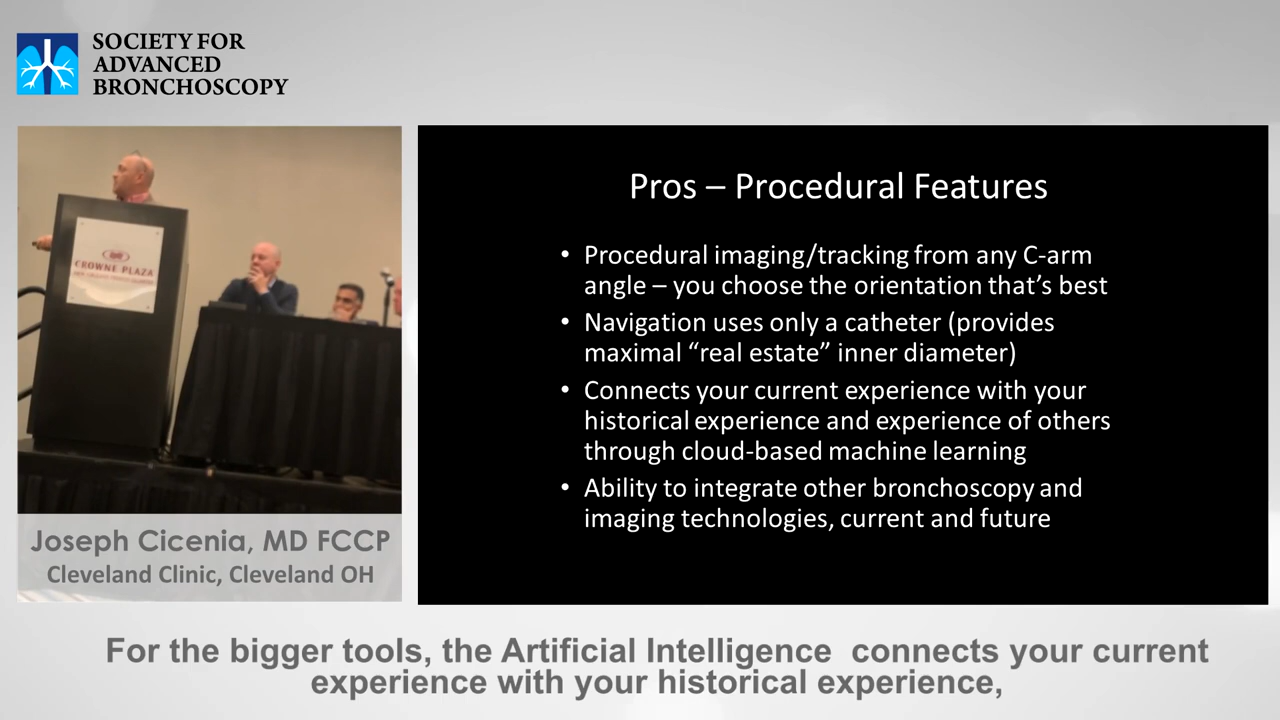 SOCIETY FOR
ADVANCED
BRONCHOSCOPY
CROWNE PLAZA
Joseph Cicenia, MD FCCP
Cleveland Clinic, Cleveland OH
Pros – Procedural Features
• Procedural imaging/tracking from any C-arm
angle – you choose the orientation that’s best
• Navigation uses only a catheter (provides
maximal “real estate” inner diameter)
• Connects your current experience with your
historical experience and experience of others
through cloud-based machine learning
• Ability to integrate other bronchoscopy and
imaging technologies, current and future
For the bigger tools, the Artificial Intelligence connects your current
experience with your historical experience,